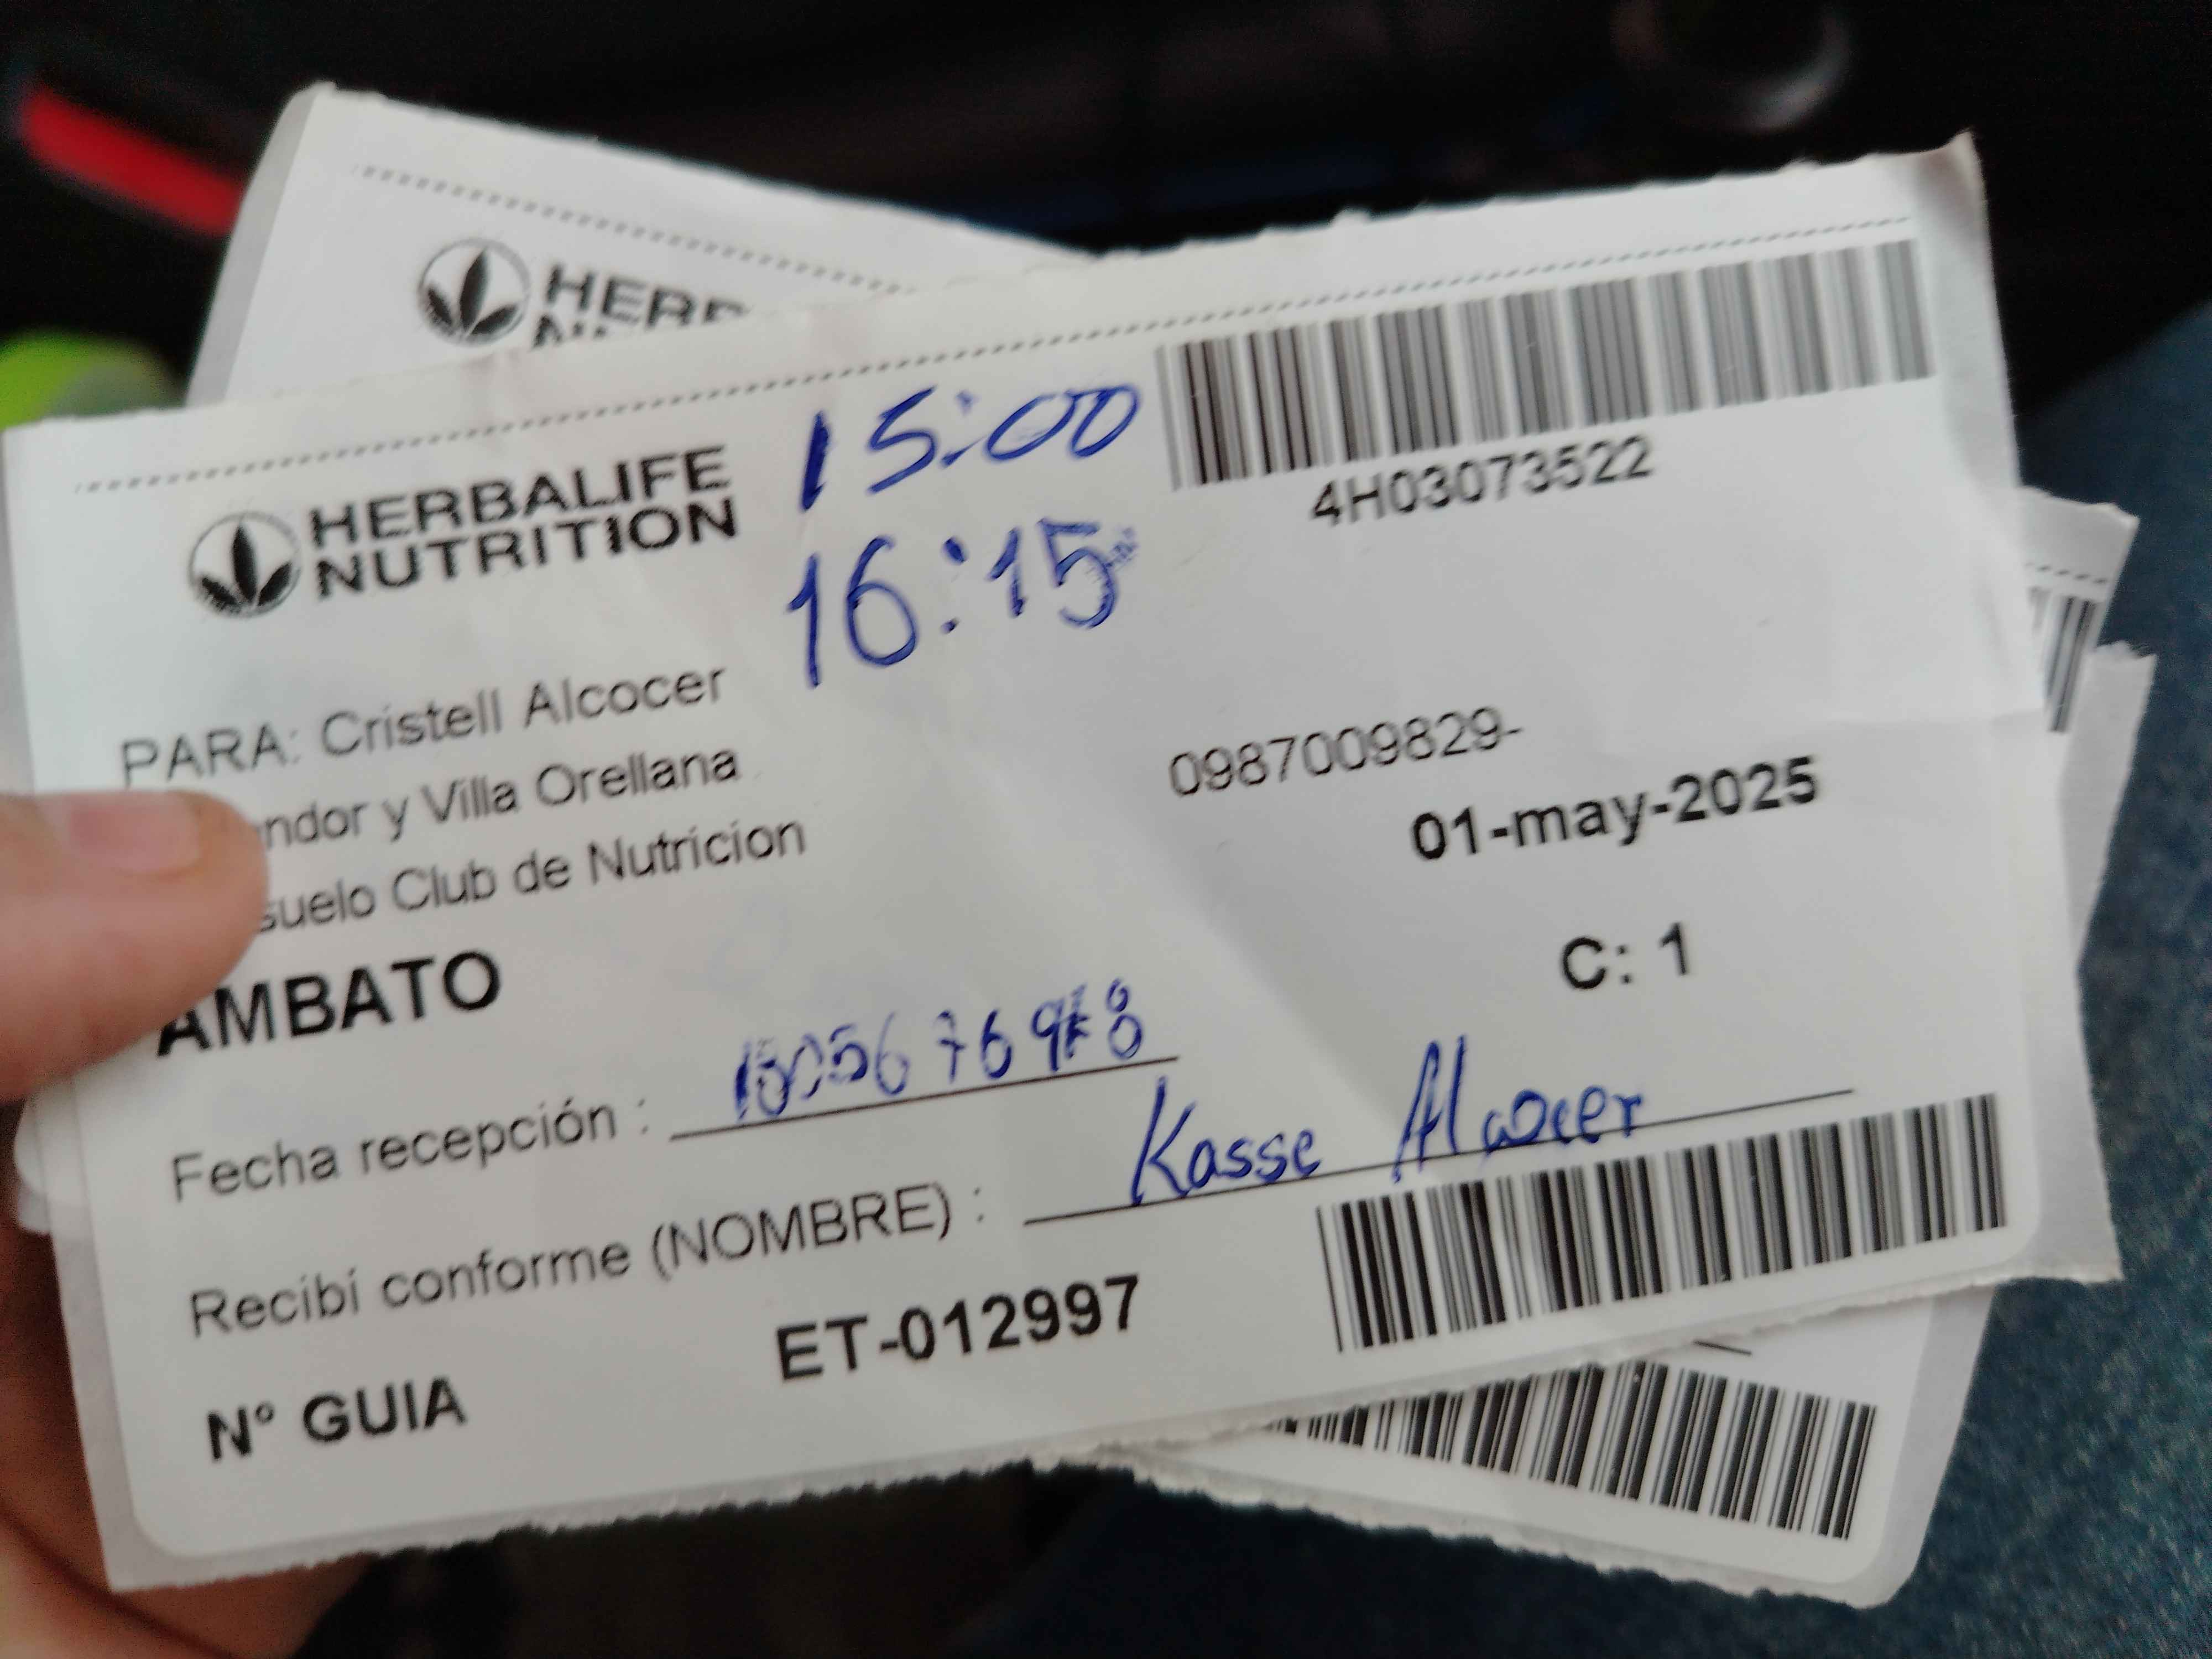 HERBALIFE
NUTRITION
15:00
16:15
4H03073522
PARA: Cristell Alcocer
0987009829-
y Villa Orellana
01-may-2025
Club de Nutricion
AMBATO
C: 1
Fecha recepción :
Recibí conforme (NOMBRE) : Kasse Alcocer
N° GUIA ET-012997